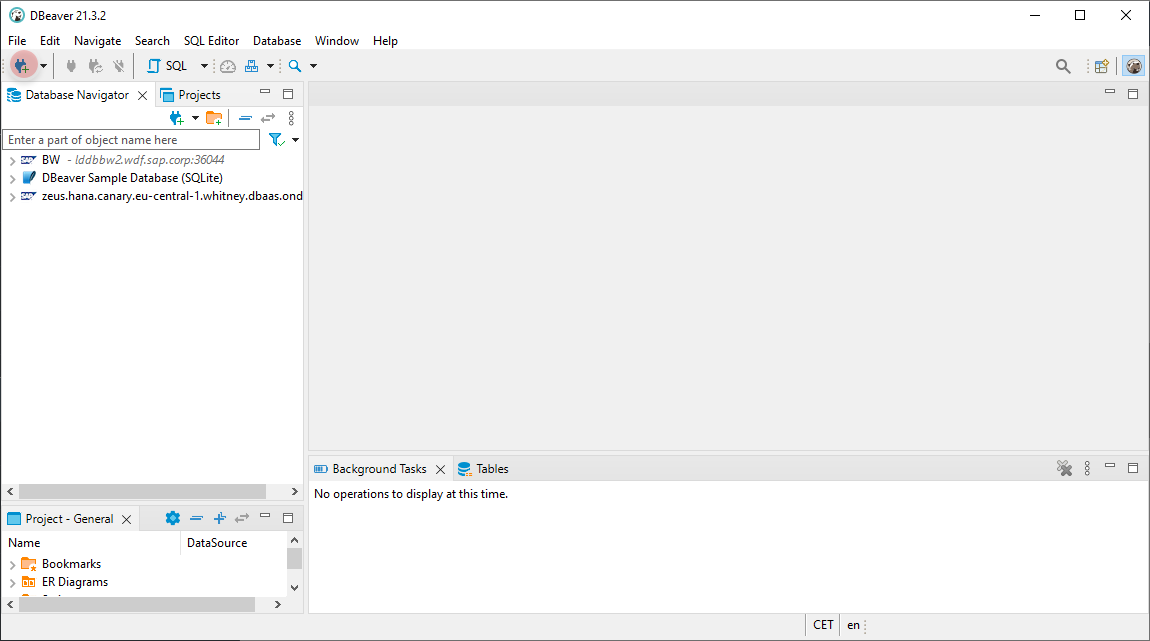 DBeaver 21.3.2
File Edit Navigate Search SQL Editor Database Window Help
SQL
Database Navigator Projects
Enter a part of object name here
BW - lddbbw2.wdf.sap.corp:36044
DBeaver Sample Database (SQLite)
zeus.hana.canary.eu-central-1.whitney.dbaas.ond
Background Tasks Tables
No operations to display at this time.
Project - General
Name DataSource
Bookmarks
ER Diagrams
CET en